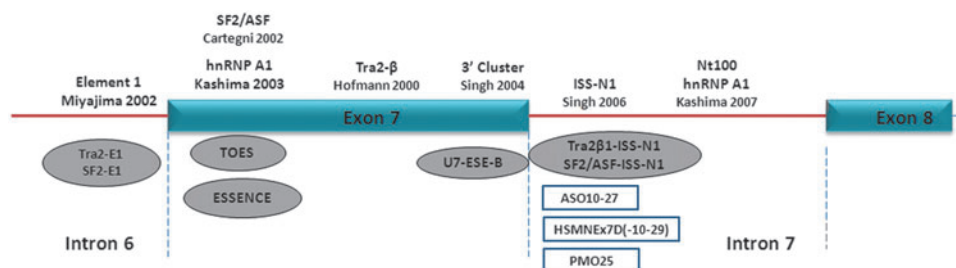 SF2/ASF
Cartegni 2002
hnRNP A1
Kashima 2003
Element 1
Miyajima 2002
Tra2-β
Hofmann 2000
3' Cluster
Singh 2004
ISS-N1
Singh 2006
Nt100
hnRNP A1
Kashima 2007
Exon 7
Exon 8
Tra2-E1
SF2-E1
TOES
ESSENCE
U7-ESE-B
Tra2β1-ISS-N1
SF2/ASF-ISS-N1
ASO10-27
HSMNEx7D(-10-29)
PMO25
Intron 6
Intron 7